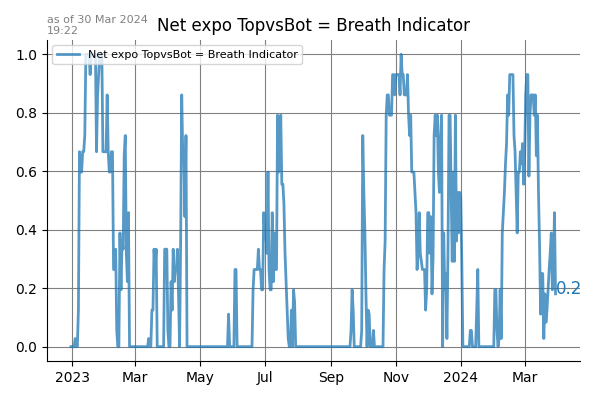 as of 30 Mar 2024
19:22
Net expo TopvsBot = Breath Indicator
Net expo TopvsBot = Breath Indicator
1.0
0.8
0.6
0.4
0.2
0.0
0.2
2023 Mar May Jul Sep Nov 2024 Mar